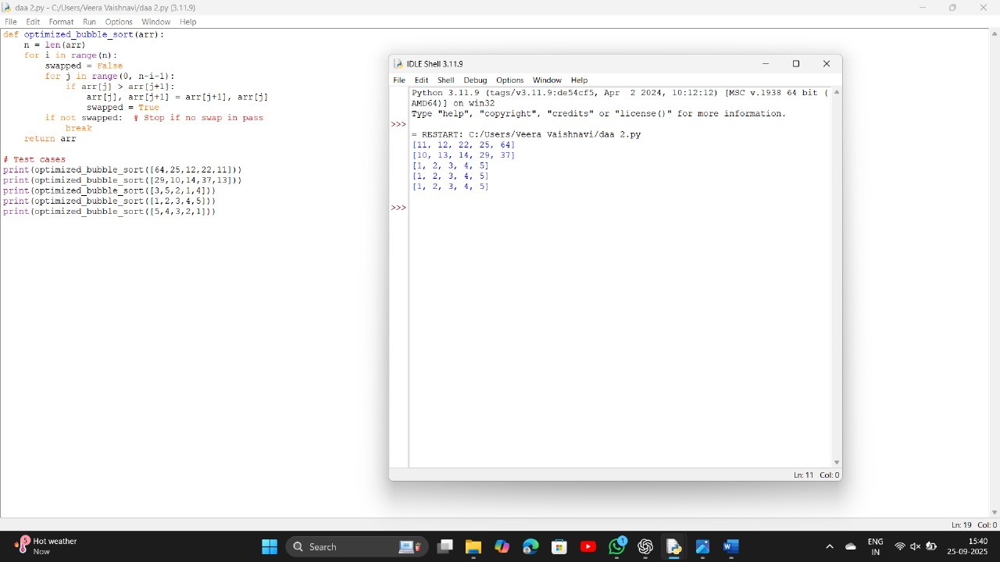 daa 2.py - C:/Users/Veera Vaishnavi/daa 2.py (3.11.9)
File Edit Format Run Options Window Help
def optimized_bubble_sort(arr):
    n = len(arr)
    for i in range(n):
        swapped = False
        for j in range(0, n-i-1):
            if arr[j] > arr[j+1]:
                arr[j], arr[j+1] = arr[j+1], arr[j]
                swapped = True
        if not swapped:  # Stop if no swap in pass
            break
    return arr
# Test cases
print(optimized_bubble_sort([64,25,12,22,11]))
print(optimized_bubble_sort([29,10,14,37,13]))
print(optimized_bubble_sort([3,5,2,1,4]))
print(optimized_bubble_sort([1,2,3,4,5]))
print(optimized_bubble_sort([5,4,3,2,1]))
IDLE Shell 3.11.9
File Edit Shell Debug Options Window Help
Python 3.11.9 (tags/v3.11.9:de54cf5, Apr  2 2024, 10:12:12) [MSC v.1938 64 bit (
AMD64)] on win32
Type "help", "copyright", "credits" or "license()" for more information.
>>>
= RESTART: C:/Users/Veera Vaishnavi/daa 2.py
[11, 12, 22, 25, 64]
[10, 13, 14, 29, 37]
[1, 2, 3, 4, 5]
[1, 2, 3, 4, 5]
[1, 2, 3, 4, 5]
>>>
Ln: 11 Col: 0
Ln: 19 Col: 0
5
Hot weather
Now
Search
1
ENG
IN
15:40
25-09-2025